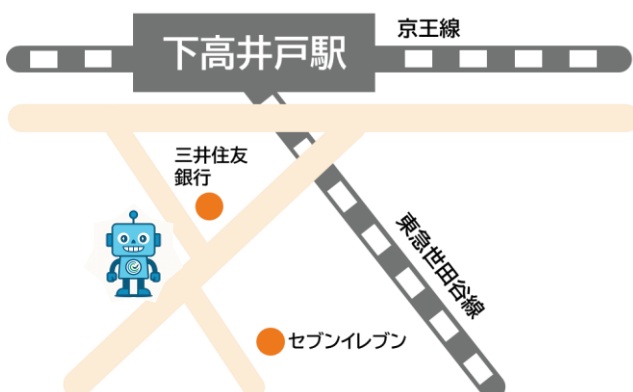 京王線
下高井戸駅
三井住友
銀行
東急世田谷線
セブンイレブン